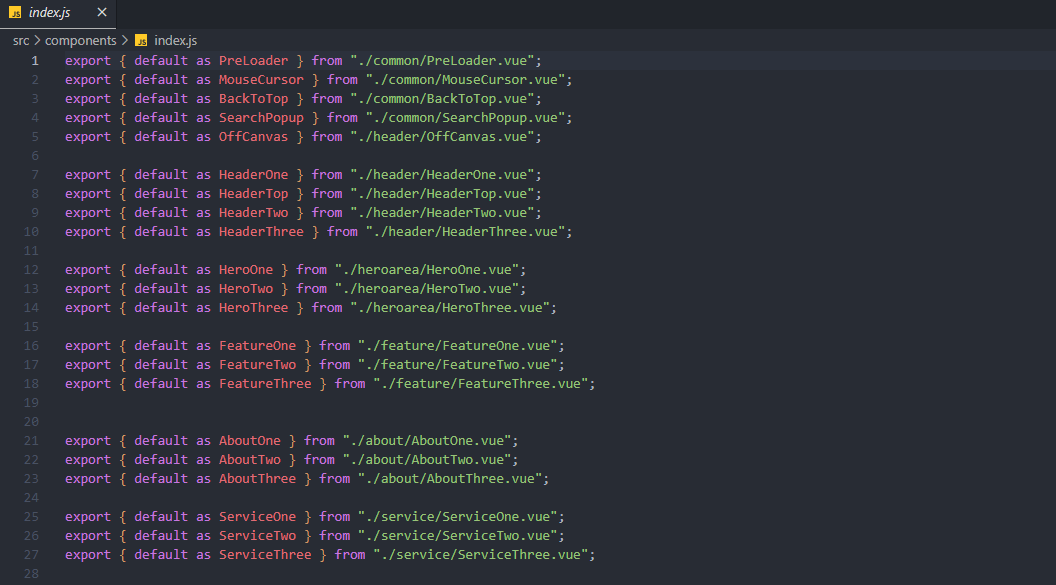 JS index.js ×
src > components > JS index.js
1 export { default as PreLoader } from "./common/PreLoader.vue";
2 export { default as MouseCursor } from "./common/MouseCursor.vue";
3 export { default as BackToTop } from "./common/BackToTop.vue";
4 export { default as SearchPopup } from "./common/SearchPopup.vue";
5 export { default as OffCanvas } from "./header/OffCanvas.vue";
6
7 export { default as HeaderOne } from "./header/HeaderOne.vue";
8 export { default as HeaderTop } from "./header/HeaderTop.vue";
9 export { default as HeaderTwo } from "./header/HeaderTwo.vue";
10 export { default as HeaderThree } from "./header/HeaderThree.vue";
11
12 export { default as HeroOne } from "./heroarea/HeroOne.vue";
13 export { default as HeroTwo } from "./heroarea/HeroTwo.vue";
14 export { default as HeroThree } from "./heroarea/HeroThree.vue";
15
16 export { default as FeatureOne } from "./feature/FeatureOne.vue";
17 export { default as FeatureTwo } from "./feature/FeatureTwo.vue";
18 export { default as FeatureThree } from "./feature/FeatureThree.vue";
19
20
21 export { default as AboutOne } from "./about/AboutOne.vue";
22 export { default as AboutTwo } from "./about/AboutTwo.vue";
23 export { default as AboutThree } from "./about/AboutThree.vue";
24
25 export { default as ServiceOne } from "./service/ServiceOne.vue";
26 export { default as ServiceTwo } from "./service/ServiceTwo.vue";
27 export { default as ServiceThree } from "./service/ServiceThree.vue";
28